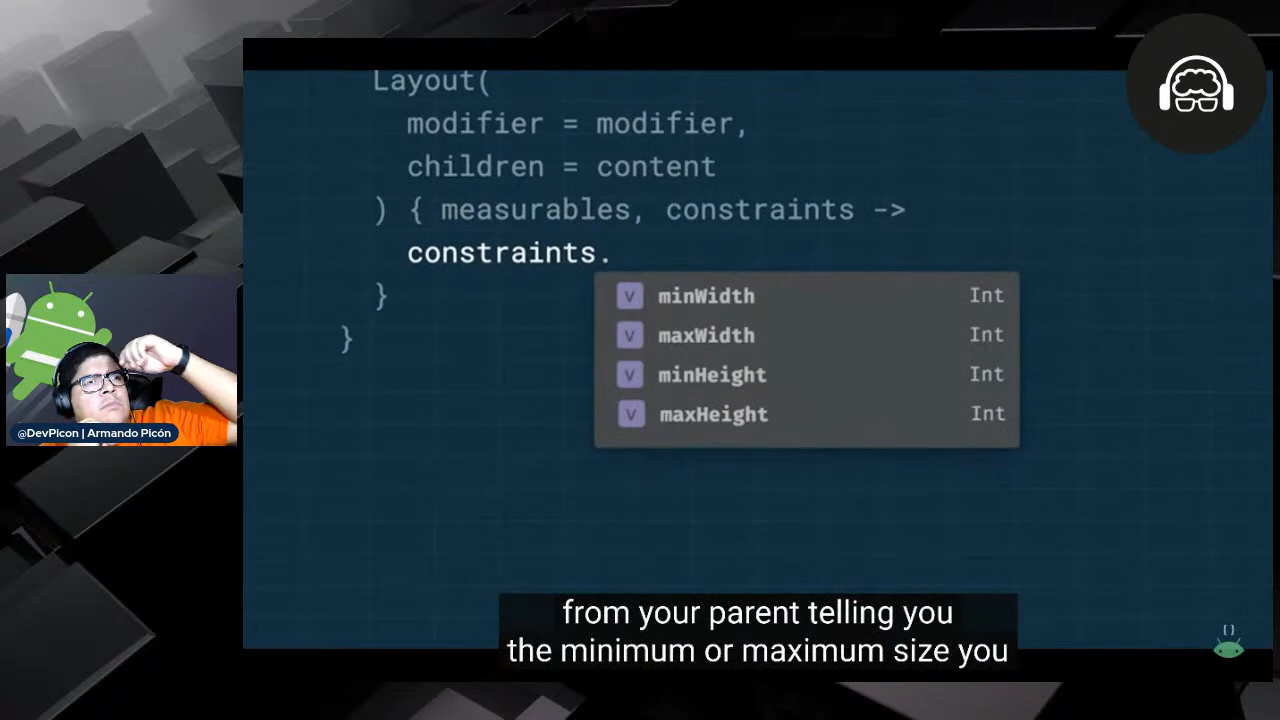 Layout(
modifier = modifier,
children = content
) { measurables, constraints ->
constraints.
}
}
v minWidth Int
v maxWidth Int
v minHeight Int
v maxHeight Int
@DevPicon | Armando Picón
from your parent telling you
the minimum or maximum size you
{ }